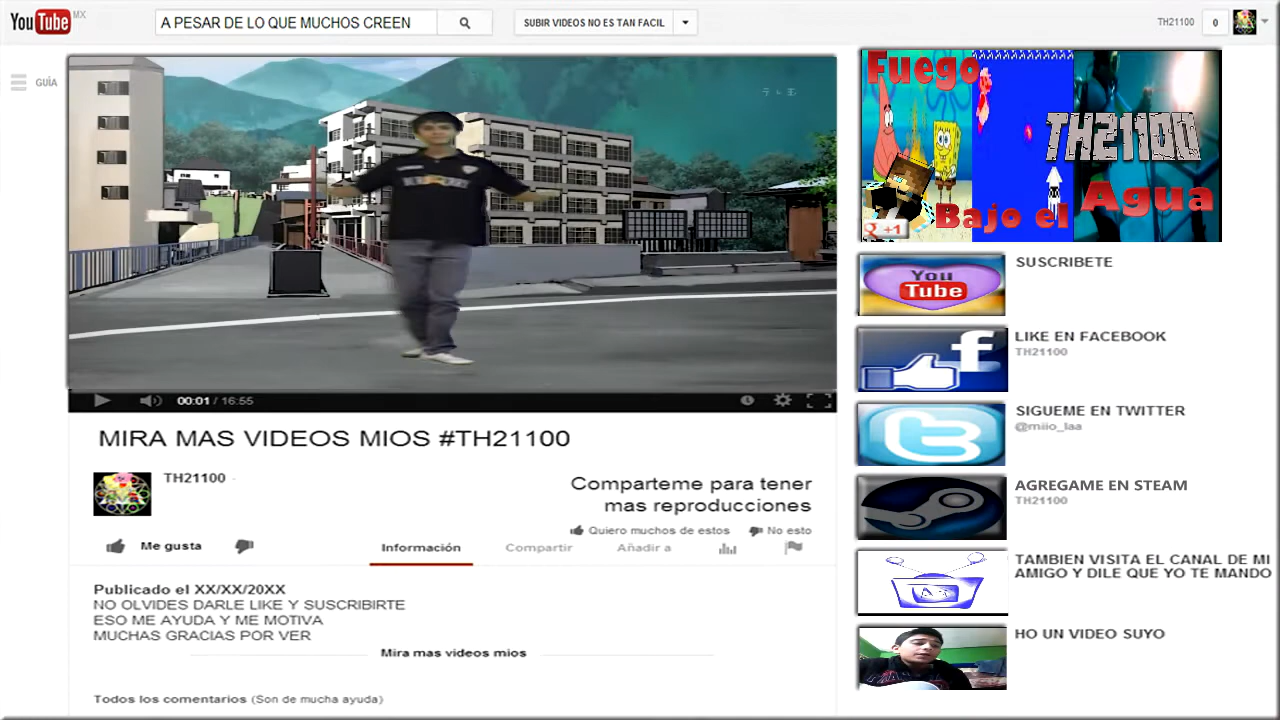 YouTube MX
A PESAR DE LO QUE MUCHOS CREEN
SUBIR VIDEOS NO ES TAN FACIL
TH21100
0
GUÍA
00:01 / 16:55
MIRA MAS VIDEOS MIOS #TH21100
TH21100
Comparteme para tener
mas reproducciones
Quiero muchos de estos
No esto
Me gusta
Información
Compartir
Añadir a
Publicado el XX/XX/20XX
NO OLVIDES DARLE LIKE Y SUSCRIBIRTE
ESO ME AYUDA Y ME MOTIVA
MUCHAS GRACIAS POR VER
Mira mas videos mios
Todos los comentarios (Son de mucha ayuda)
Fuego
TH21100
Bajo el Agua
g +1
You
Tube
SUSCRIBETE
f
LIKE EN FACEBOOK
TH21100
SIGUEME EN TWITTER
@miio_laa
AGREGAME EN STEAM
TH21100
TAMBIEN VISITA EL CANAL DE MI
AMIGO Y DILE QUE YO TE MANDO
HO UN VIDEO SUYO